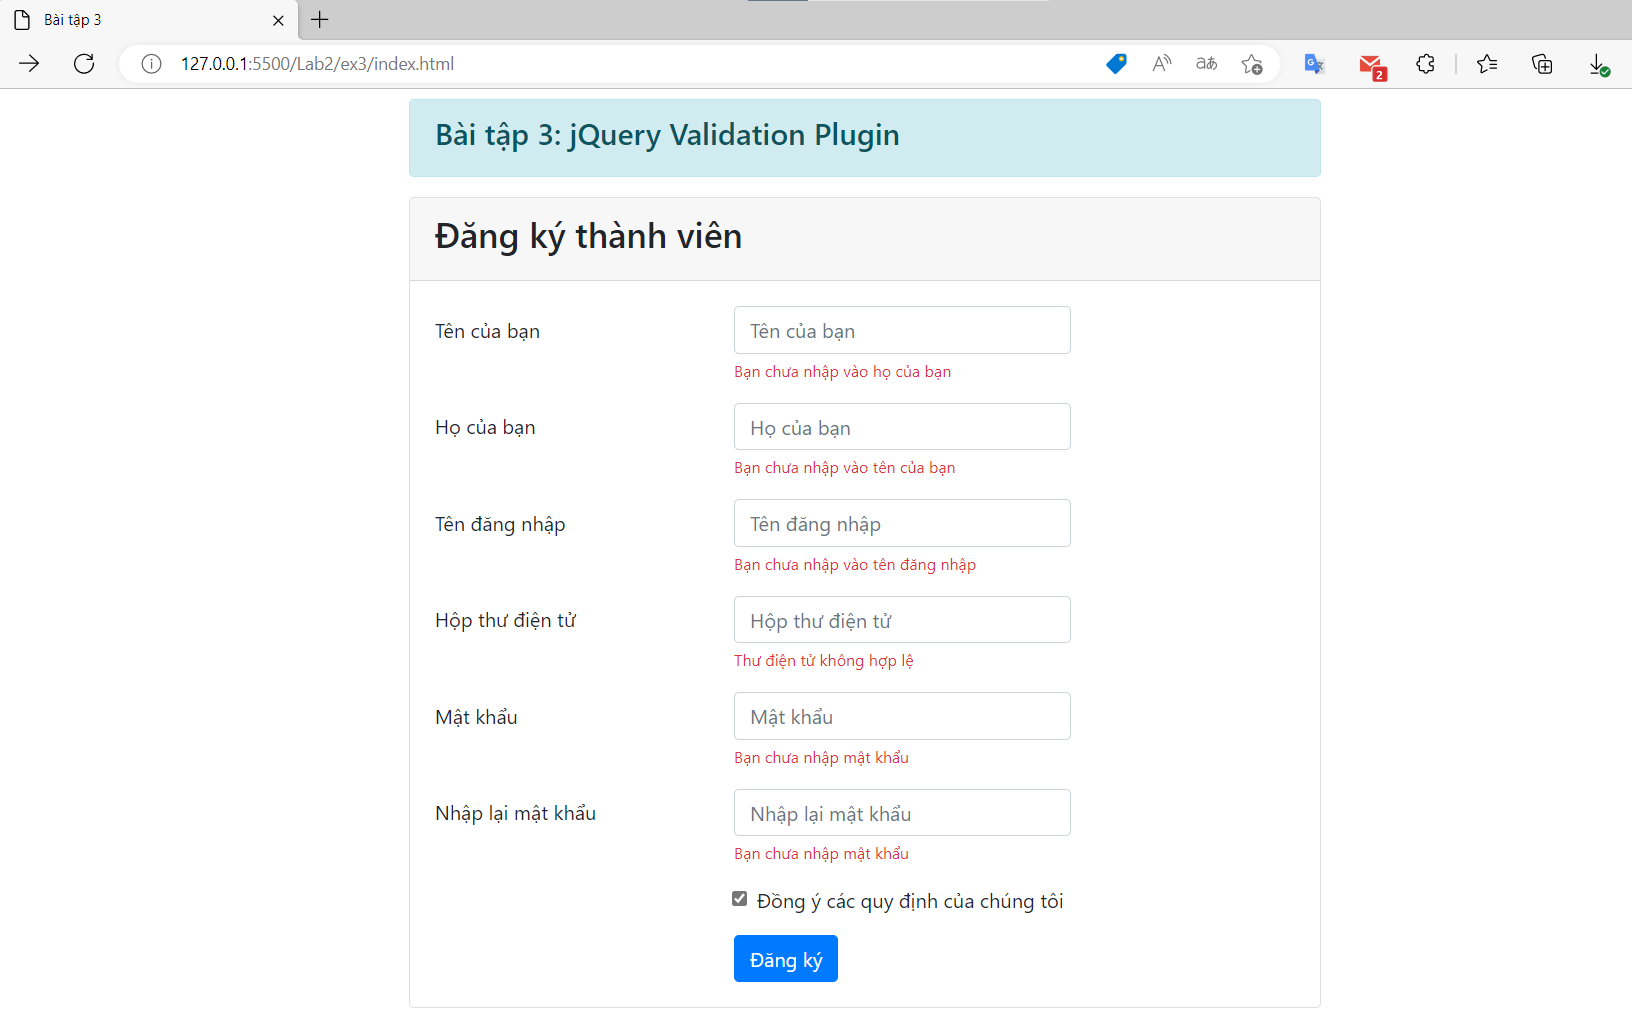 Bài tập 3
127.0.0.1:5500/Lab2/ex3/index.html
2
Bài tập 3: jQuery Validation Plugin
Đăng ký thành viên
Tên của bạn
Tên của bạn
Bạn chưa nhập vào họ của bạn
Họ của bạn
Họ của bạn
Bạn chưa nhập vào tên của bạn
Tên đăng nhập
Tên đăng nhập
Bạn chưa nhập vào tên đăng nhập
Hộp thư điện tử
Hộp thư điện tử
Thư điện tử không hợp lệ
Mật khẩu
Mật khẩu
Bạn chưa nhập mật khẩu
Nhập lại mật khẩu
Nhập lại mật khẩu
Bạn chưa nhập mật khẩu
Đồng ý các quy định của chúng tôi
Đăng ký